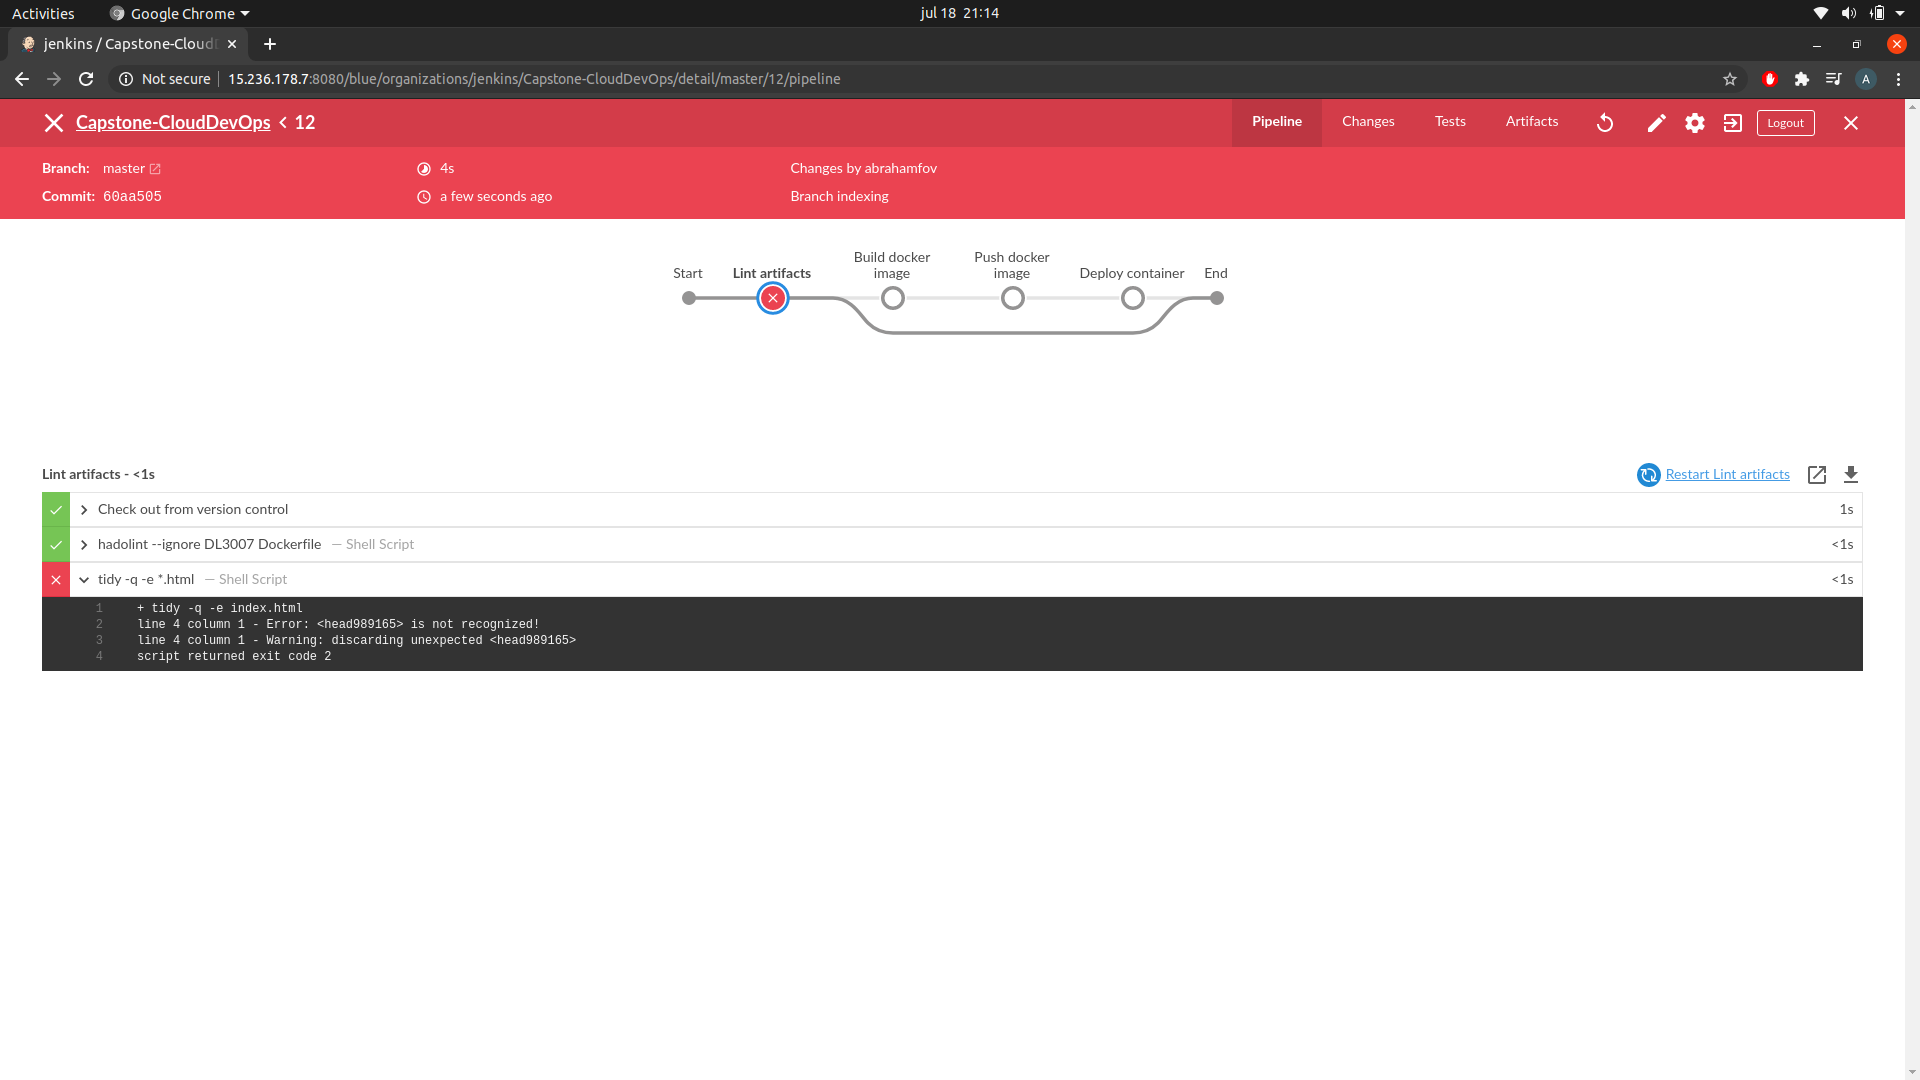 Activities
Google Chrome
jul 18 21:14
jenkins / Capstone-CloudD
Not secure
15.236.178.7:8080/blue/organizations/jenkins/Capstone-CloudDevOps/detail/master/12/pipeline
A
Capstone-CloudDevOps < 12
Pipeline
Changes
Tests
Artifacts
Logout
Branch: master
4s
Changes by abrahamfov
Commit: 60aa505
a few seconds ago
Branch indexing
Start
Lint artifacts
Build docker
image
Push docker
image
Deploy container
End
Lint artifacts - <1s
Restart Lint artifacts
Check out from version control
1s
hadolint --ignore DL3007 Dockerfile — Shell Script
<1s
tidy -q -e *.html — Shell Script
<1s
1 + tidy -q -e index.html
2 line 4 column 1 - Error: <head989165> is not recognized!
3 line 4 column 1 - Warning: discarding unexpected <head989165>
4 script returned exit code 2